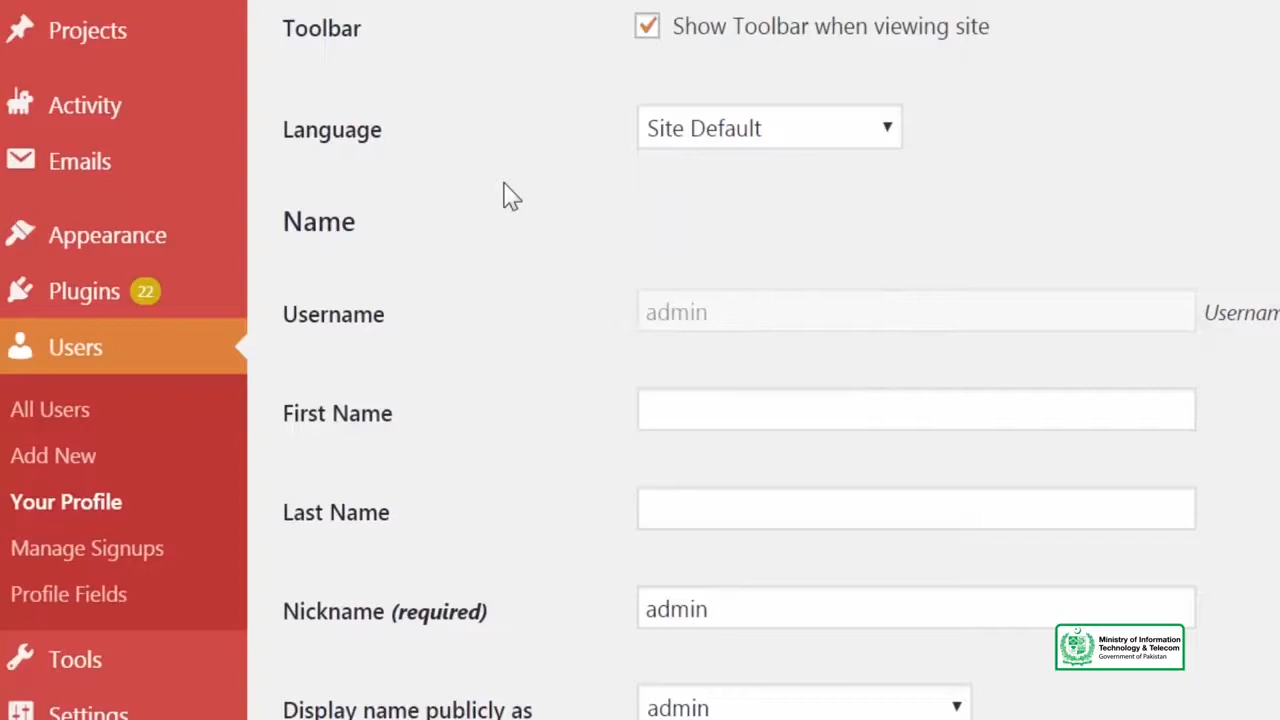 Projects
Activity
Emails
Appearance
Plugins 22
Users
All Users
Add New
Your Profile
Manage Signups
Profile Fields
Tools
Settings
Toolbar
Show Toolbar when viewing site
Language
Site Default
Name
Username
admin
Usernam
First Name
Last Name
Nickname (required)
admin
Display name publicly as
admin
Ministry of Information
Technology & Telecom
Government of Pakistan